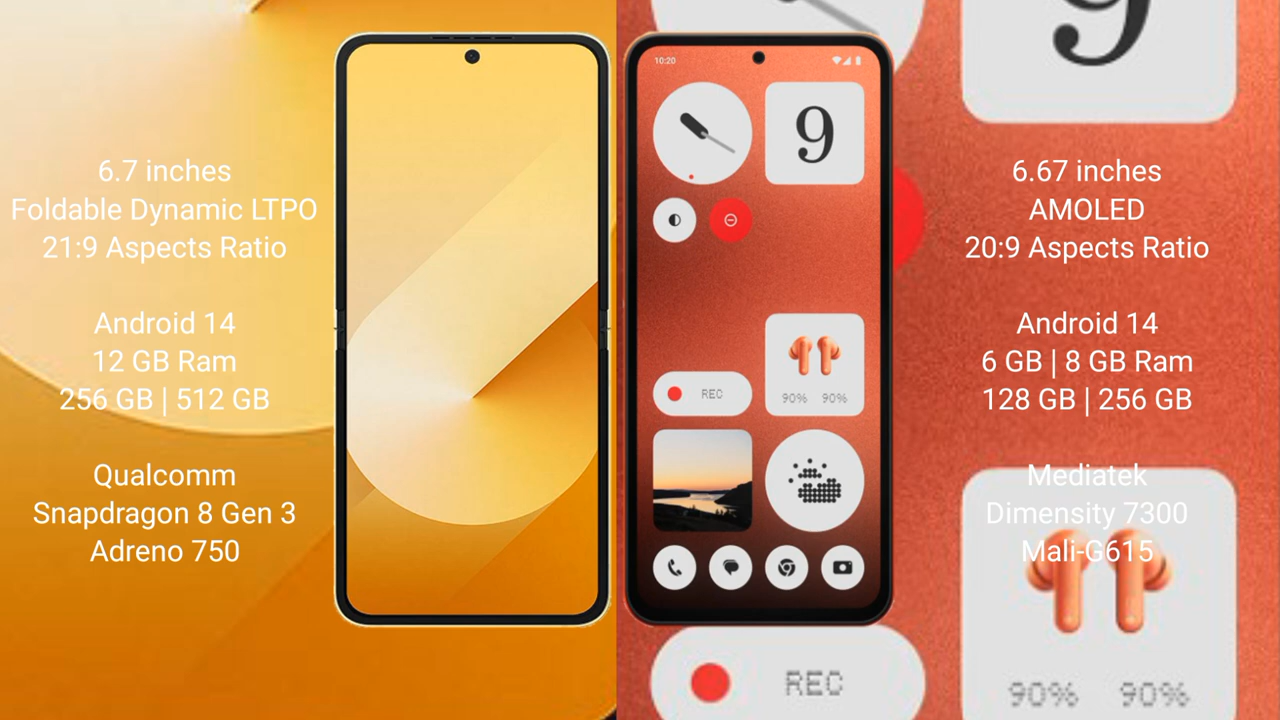 6.7 inches
Foldable Dynamic LTPO
21:9 Aspects Ratio
Android 14
12 GB Ram
256 GB | 512 GB
Qualcomm
Snapdragon 8 Gen 3
Adreno 750
10:20
9
REC
90% 90%
9
6.67 inches
AMOLED
20:9 Aspects Ratio
Android 14
6 GB | 8 GB Ram
128 GB | 256 GB
Mediatek
Dimensity 7300
Mali-G615
REC
90% 90%